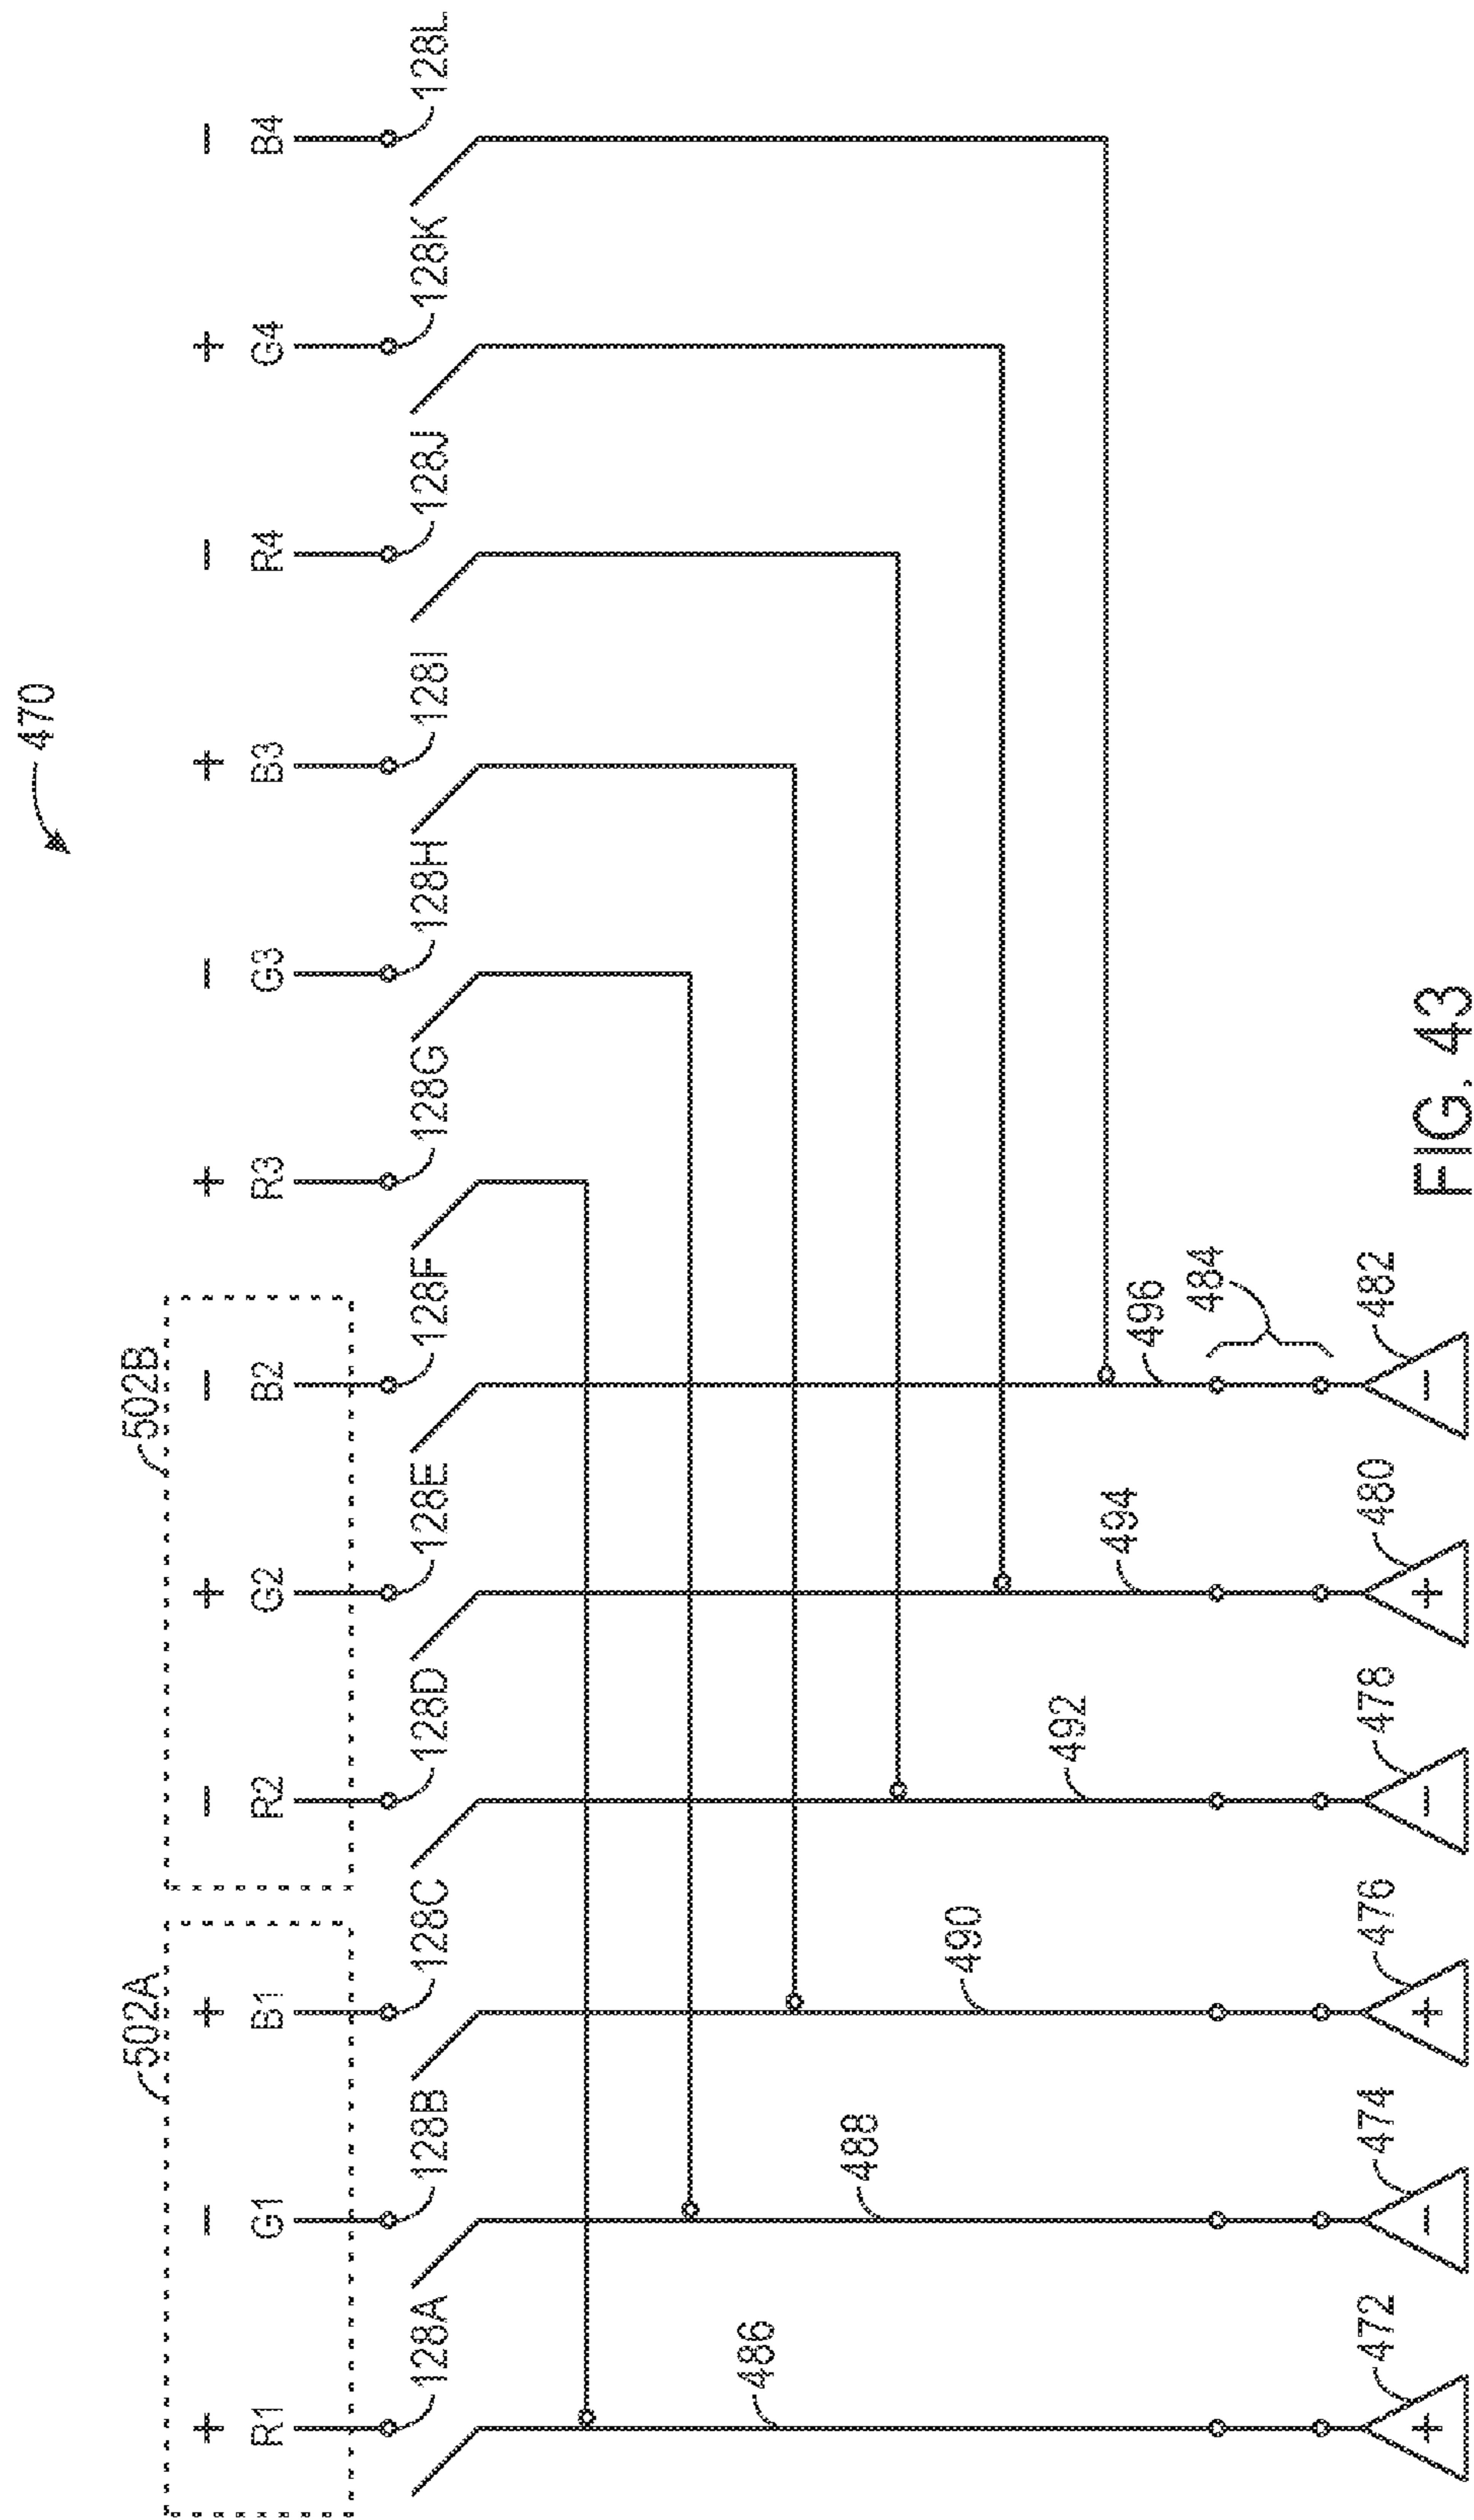 470
502A 502B
+ − + − + − + − + − + −
R1 G1 B1 R2 G2 B2 R3 G3 B3 R4 G4 B4
128A 128B 128C 128D 128E 128F 128G 128H 128I 128J 128K 128L
486
488
490
492
494
496
484
472 474 476 478 480 482
+ − + − + −
FIG. 43